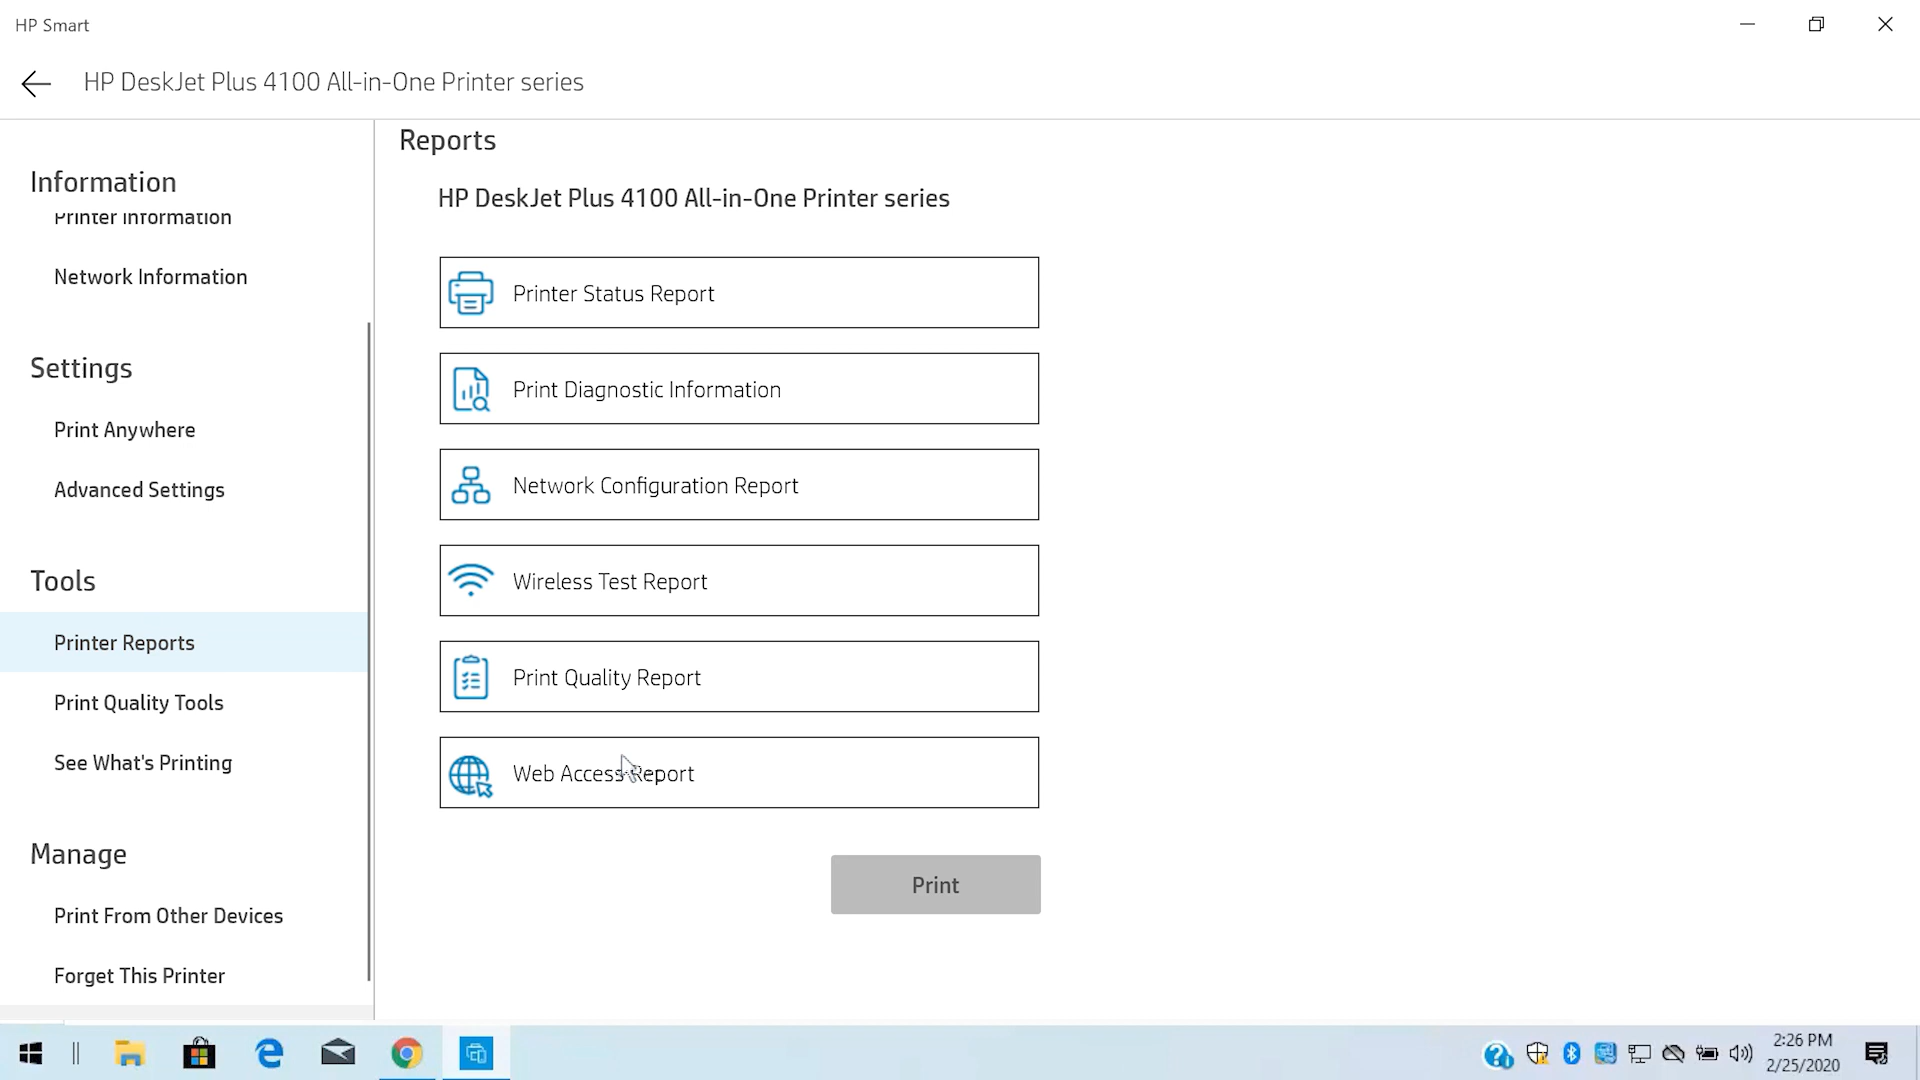 HP Smart
HP DeskJet Plus 4100 All-in-One Printer series
Information
Printer Information
Network Information
Settings
Print Anywhere
Advanced Settings
Tools
Printer Reports
Print Quality Tools
See What's Printing
Manage
Print From Other Devices
Forget This Printer
Reports
HP DeskJet Plus 4100 All-in-One Printer series
Printer Status Report
Print Diagnostic Information
Network Configuration Report
Wireless Test Report
Print Quality Report
Web Access Report
Print
2:26 PM
2/25/2020